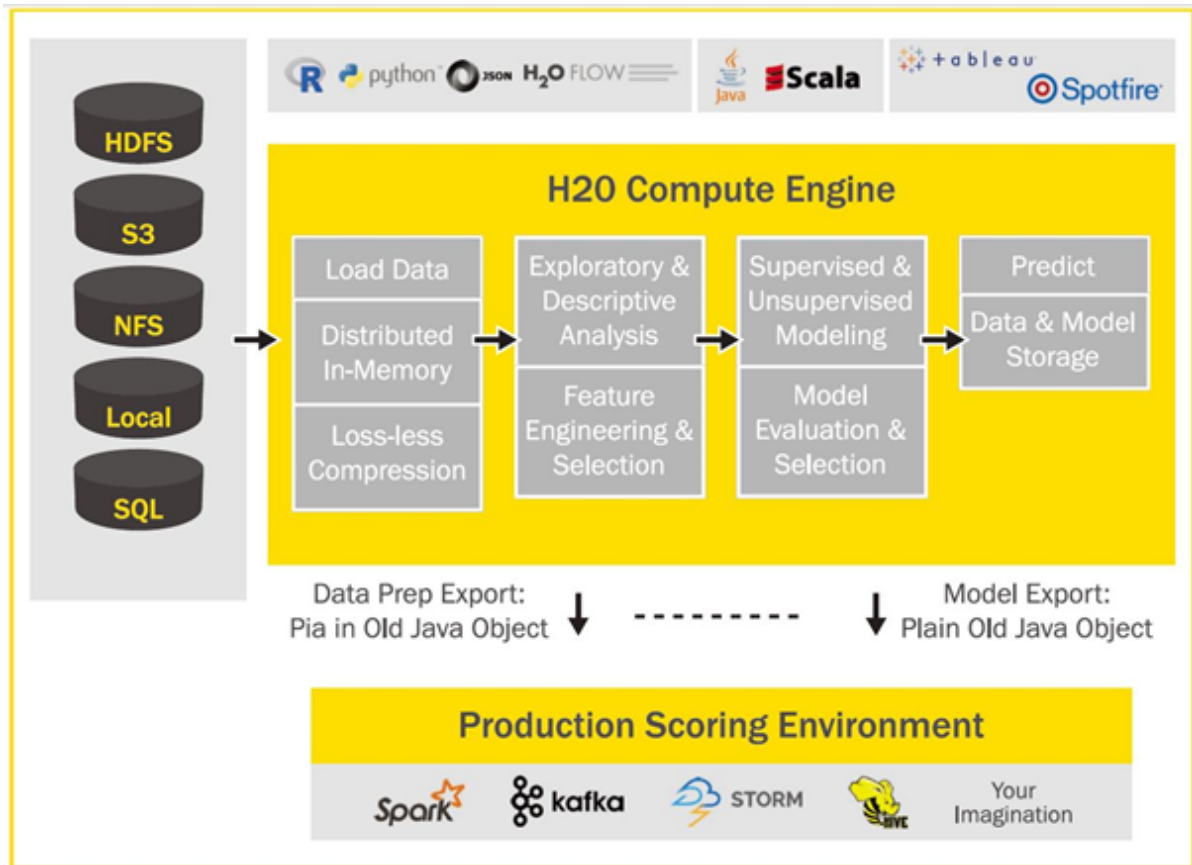 HDFS
S3
NFS
Local
SQL
R
python
JSON
H2O FLOW
Java
Scala
+ a b l e a u
Spotfire
H20 Compute Engine
Load Data
Distributed
In-Memory
Loss-less
Compression
Exploratory &
Descriptive
Analysis
Feature
Engineering &
Selection
Supervised &
Unsupervised
Modeling
Model
Evaluation &
Selection
Predict
Data & Model
Storage
Data Prep Export:
Pia in Old Java Object
Model Export:
Plain Old Java Object
Production Scoring Environment
Spark
kafka
STORM
HIVE
Your
Imagination